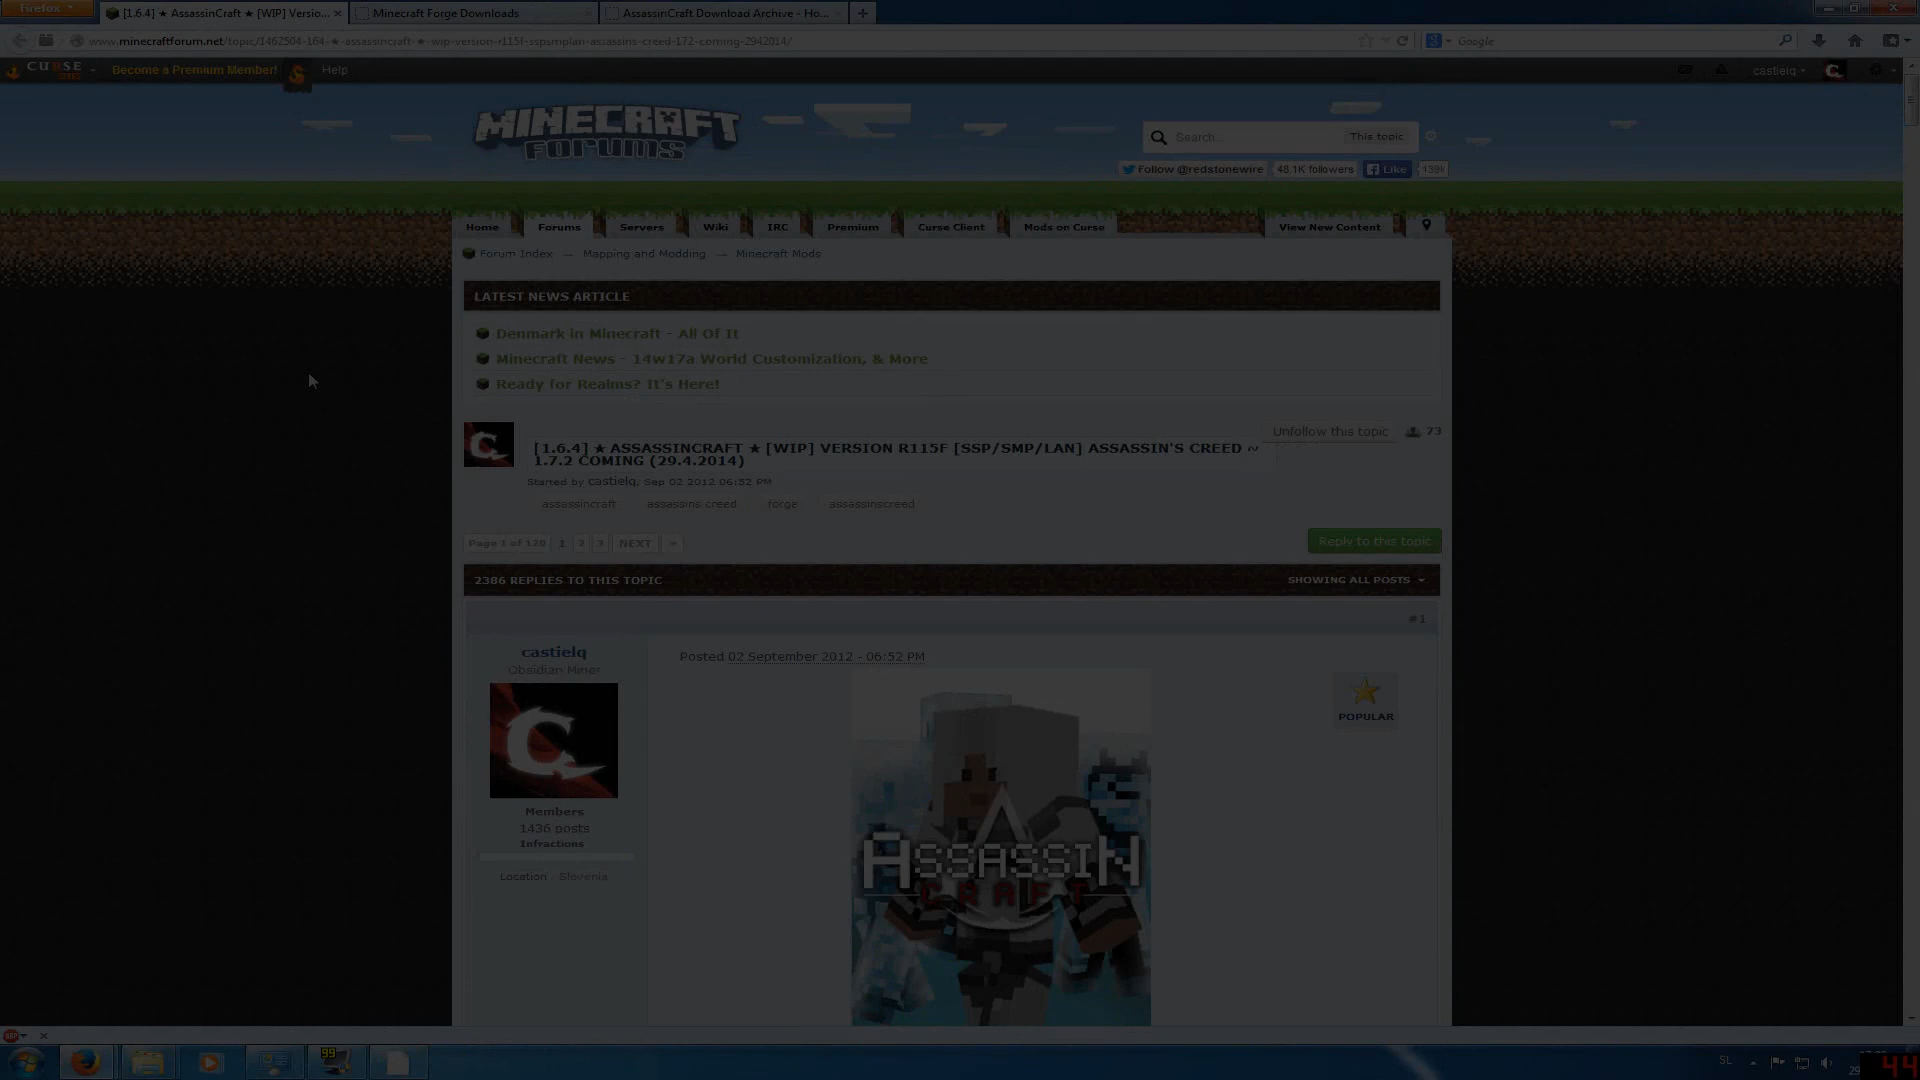 Firefox
[1.6.4] ★ AssassinCraft ★ [WIP] Versio...
Minecraft Forge Downloads
AssassinCraft Download Archive - Ho...
www.minecraftforum.net/topic/1462504-164-★-assassincraft-★-wip-version-r115f-sspsmplan-assassins-creed-172-coming-2942014/
Google
CURSE
Become a Premium Member!
Help
castielq
MINECRAFT
FORUMS
Search...
This topic
Follow @redstonewire
48.1K followers
Like
139k
Home
Forums
Servers
Wiki
IRC
Premium
Curse Client
Mods on Curse
View New Content
Forum Index → Mapping and Modding → Minecraft Mods
LATEST NEWS ARTICLE
Denmark in Minecraft - All Of It
Minecraft News - 14w17a World Customization, & More
Ready for Realms? It's Here!
[1.6.4] ★ ASSASSINCRAFT ★ [WIP] VERSION R115F [SSP/SMP/LAN] ASSASSIN'S CREED ~
1.7.2 COMING (29.4.2014)
Unfollow this topic
73
Started by castielq, Sep 02 2012 06:52 PM
assassincraft
assassins creed
forge
assassinscreed
Page 1 of 120
1
2
3
NEXT
»
Reply to this topic
2386 REPLIES TO THIS TOPIC
SHOWING ALL POSTS
#1
castielq
Obsidian Miner
Posted 02 September 2012 - 06:52 PM
POPULAR
Members
1436 posts
Infractions
Location
Slovenia
ASSASSIN
CRAFT
ABP
99
SL
44